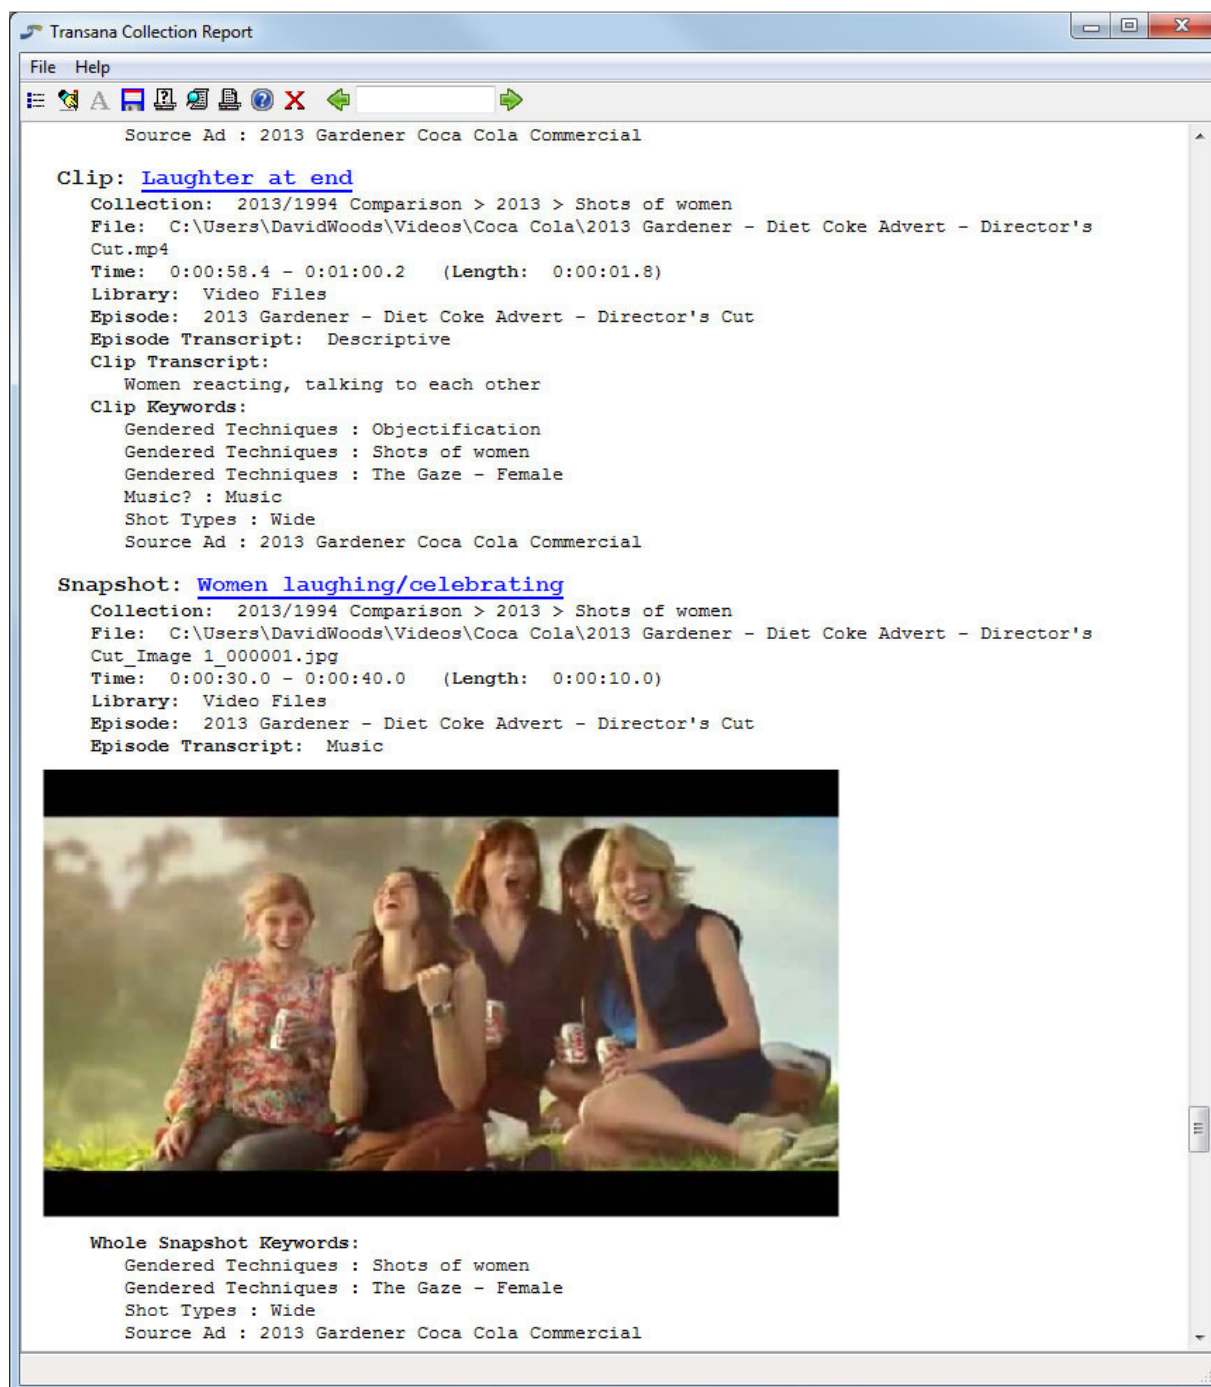 Transana Collection Report
File Help
Source Ad : 2013 Gardener Coca Cola Commercial
Clip: Laughter at end
Collection: 2013/1994 Comparison > 2013 > Shots of women
File: C:\Users\DavidWoods\Videos\Coca Cola\2013 Gardener - Diet Coke Advert - Director's
Cut.mp4
Time: 0:00:58.4 - 0:01:00.2 (Length: 0:00:01.8)
Library: Video Files
Episode: 2013 Gardener - Diet Coke Advert - Director's Cut
Episode Transcript: Descriptive
Clip Transcript:
Women reacting, talking to each other
Clip Keywords:
Gendered Techniques : Objectification
Gendered Techniques : Shots of women
Gendered Techniques : The Gaze - Female
Music? : Music
Shot Types : Wide
Source Ad : 2013 Gardener Coca Cola Commercial
Snapshot: Women laughing/celebrating
Collection: 2013/1994 Comparison > 2013 > Shots of women
File: C:\Users\DavidWoods\Videos\Coca Cola\2013 Gardener - Diet Coke Advert - Director's
Cut_Image 1_000001.jpg
Time: 0:00:30.0 - 0:00:40.0 (Length: 0:00:10.0)
Library: Video Files
Episode: 2013 Gardener - Diet Coke Advert - Director's Cut
Episode Transcript: Music
Whole Snapshot Keywords:
Gendered Techniques : Shots of women
Gendered Techniques : The Gaze - Female
Shot Types : Wide
Source Ad : 2013 Gardener Coca Cola Commercial